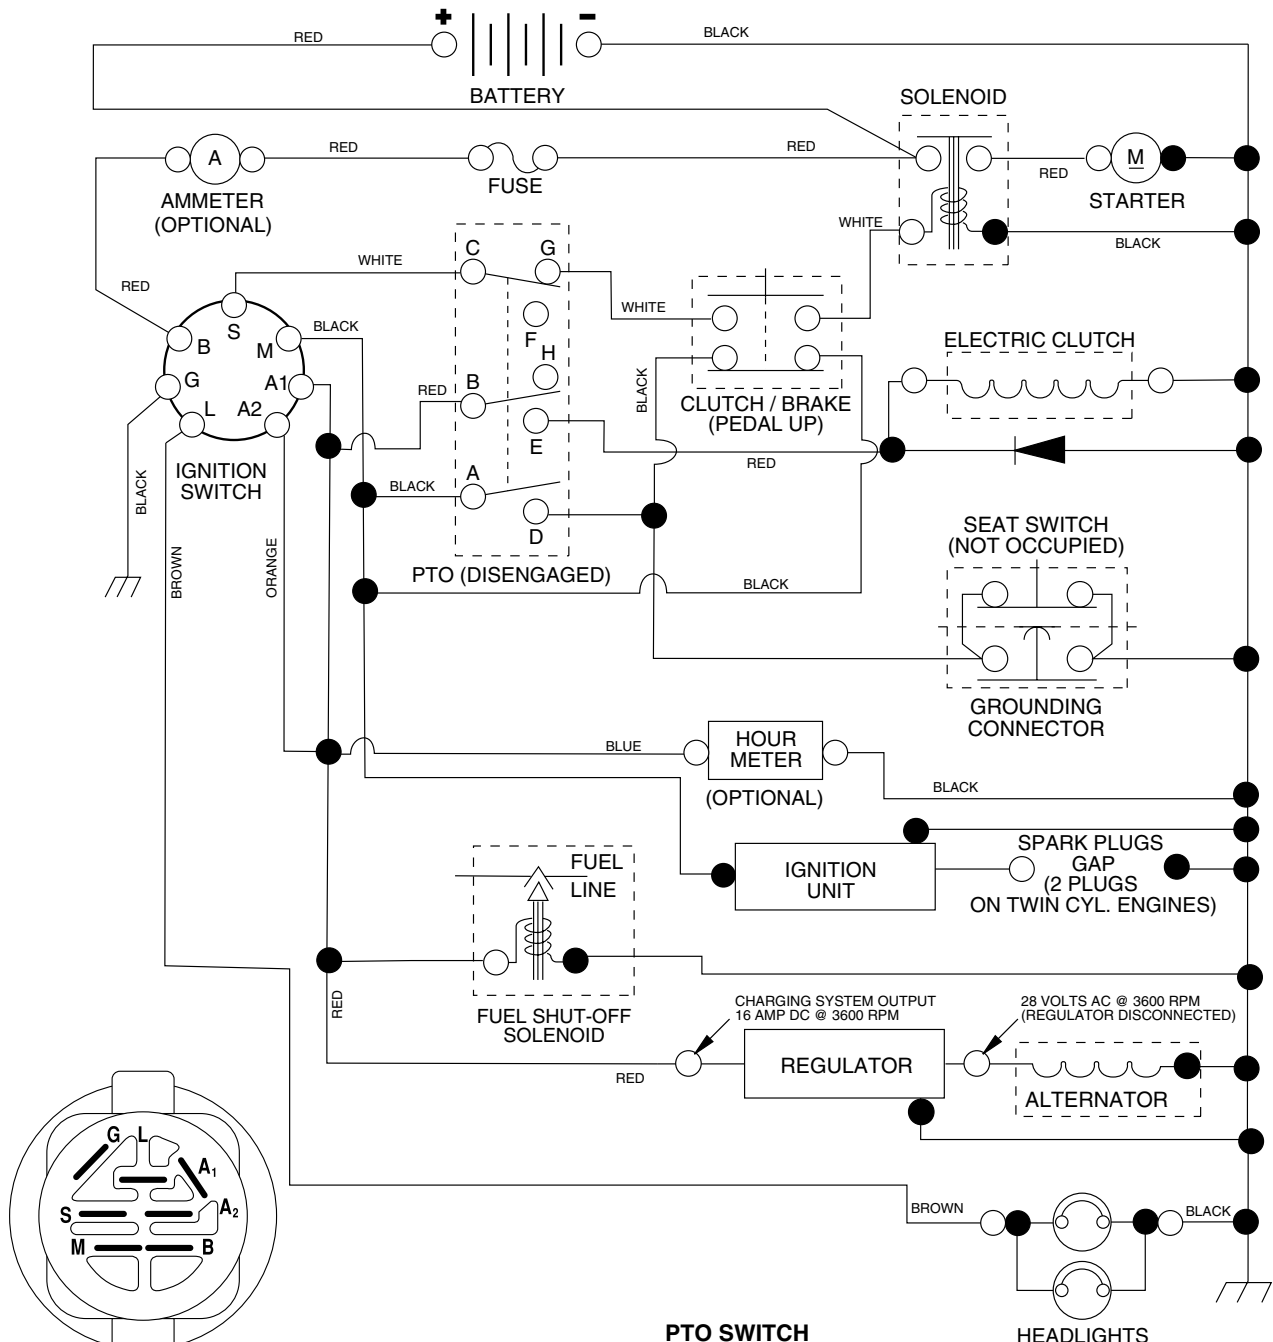 +
-
RED
BLACK
BATTERY
SOLENOID
A
RED
RED
M
AMMETER
(OPTIONAL)
FUSE
RED
STARTER
WHITE
BLACK
C
G
WHITE
RED
WHITE
S
F
BLACK
B
M
H
ELECTRIC CLUTCH
G
A1
B
RED
BLACK
L
A2
CLUTCH / BRAKE
(PEDAL UP)
E
IGNITION
SWITCH
RED
A
BLACK
BLACK
D
SEAT SWITCH
(NOT OCCUPIED)
BROWN
ORANGE
PTO (DISENGAGED)
BLACK
GROUNDING
CONNECTOR
BLUE
HOUR
METER
(OPTIONAL)
BLACK
FUEL
LINE
IGNITION
UNIT
SPARK PLUGS
GAP
(2 PLUGS
ON TWIN CYL. ENGINES)
RED
FUEL SHUT-OFF
SOLENOID
CHARGING SYSTEM OUTPUT
16 AMP DC @ 3600 RPM
28 VOLTS AC @ 3600 RPM
(REGULATOR DISCONNECTED)
RED
REGULATOR
ALTERNATOR
G
L
A1
S
A2
M
B
BROWN
BLACK
PTO SWITCH
HEADLIGHTS